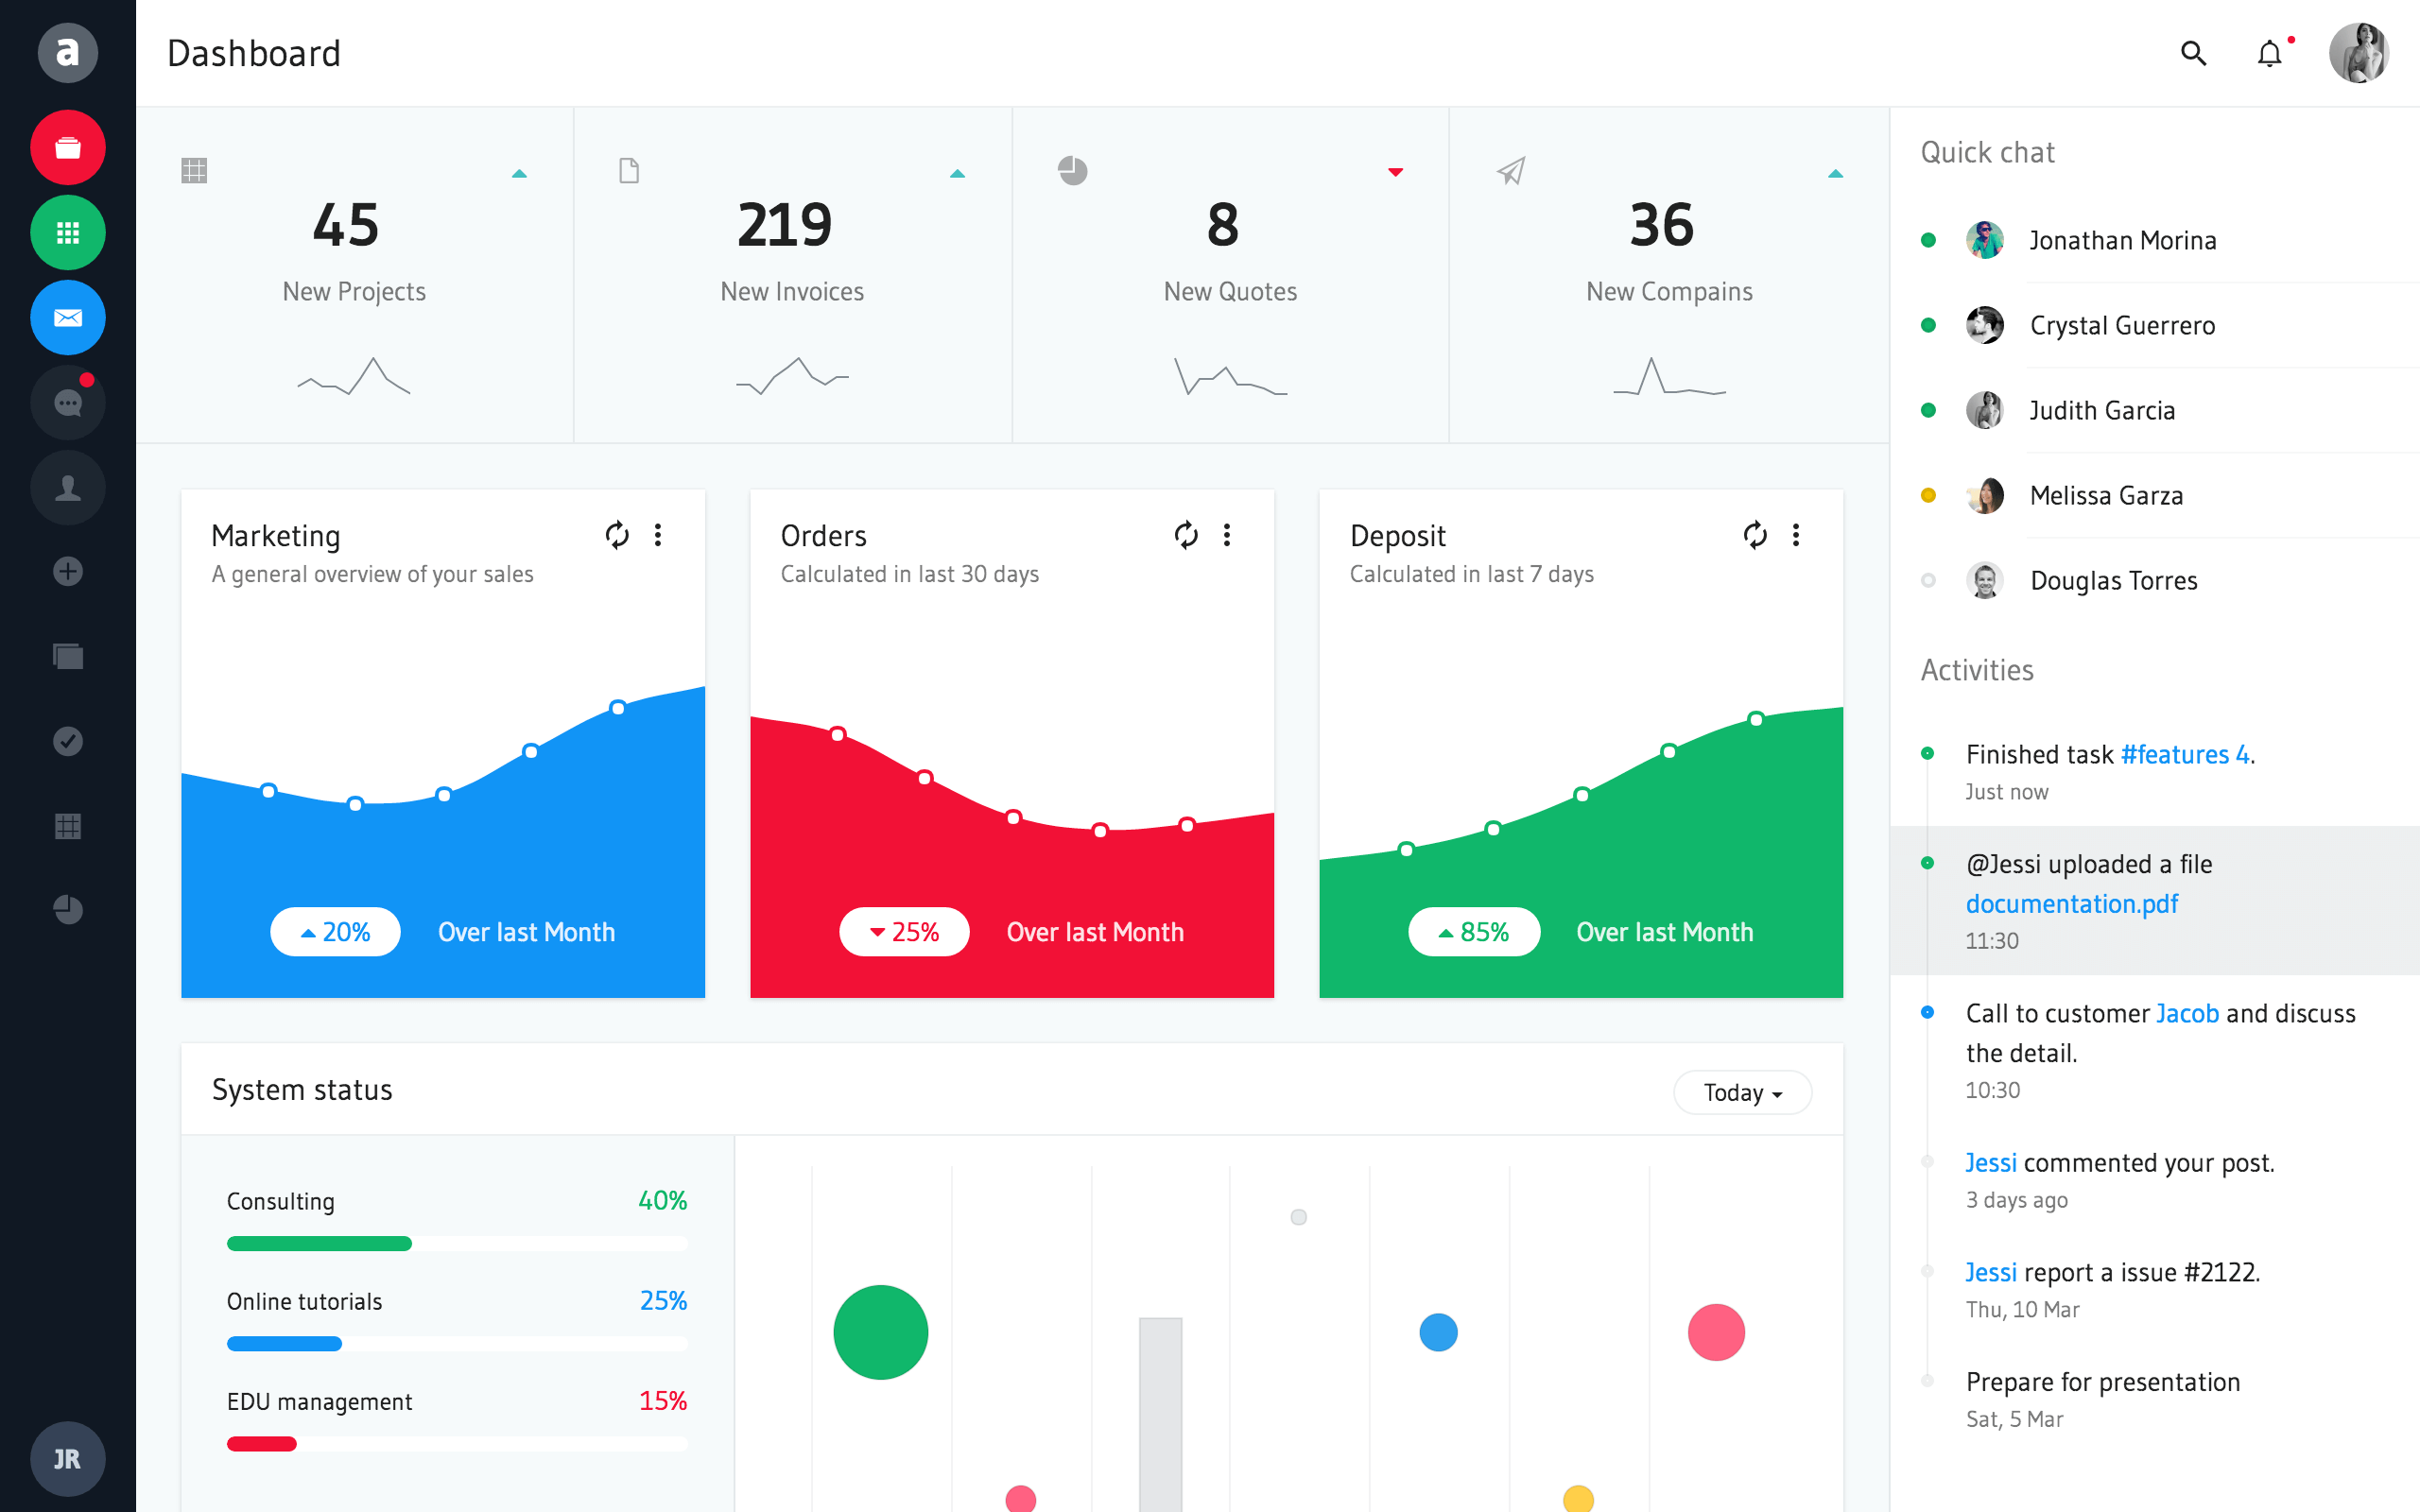 a
Dashboard
45
New Projects
219
New Invoices
8
New Quotes
36
New Compains
Marketing
A general overview of your sales
20%
Over last Month
Orders
Calculated in last 30 days
25%
Over last Month
Deposit
Calculated in last 7 days
85%
Over last Month
System status
Today
Consulting
40%
Online tutorials
25%
EDU management
15%
JR
Quick chat
Jonathan Morina
Crystal Guerrero
Judith Garcia
Melissa Garza
Douglas Torres
Activities
Finished task #features 4.
Just now
@Jessi uploaded a file
documentation.pdf
11:30
Call to customer Jacob and discuss
the detail.
10:30
Jessi commented your post.
3 days ago
Jessi report a issue #2122.
Thu, 10 Mar
Prepare for presentation
Sat, 5 Mar